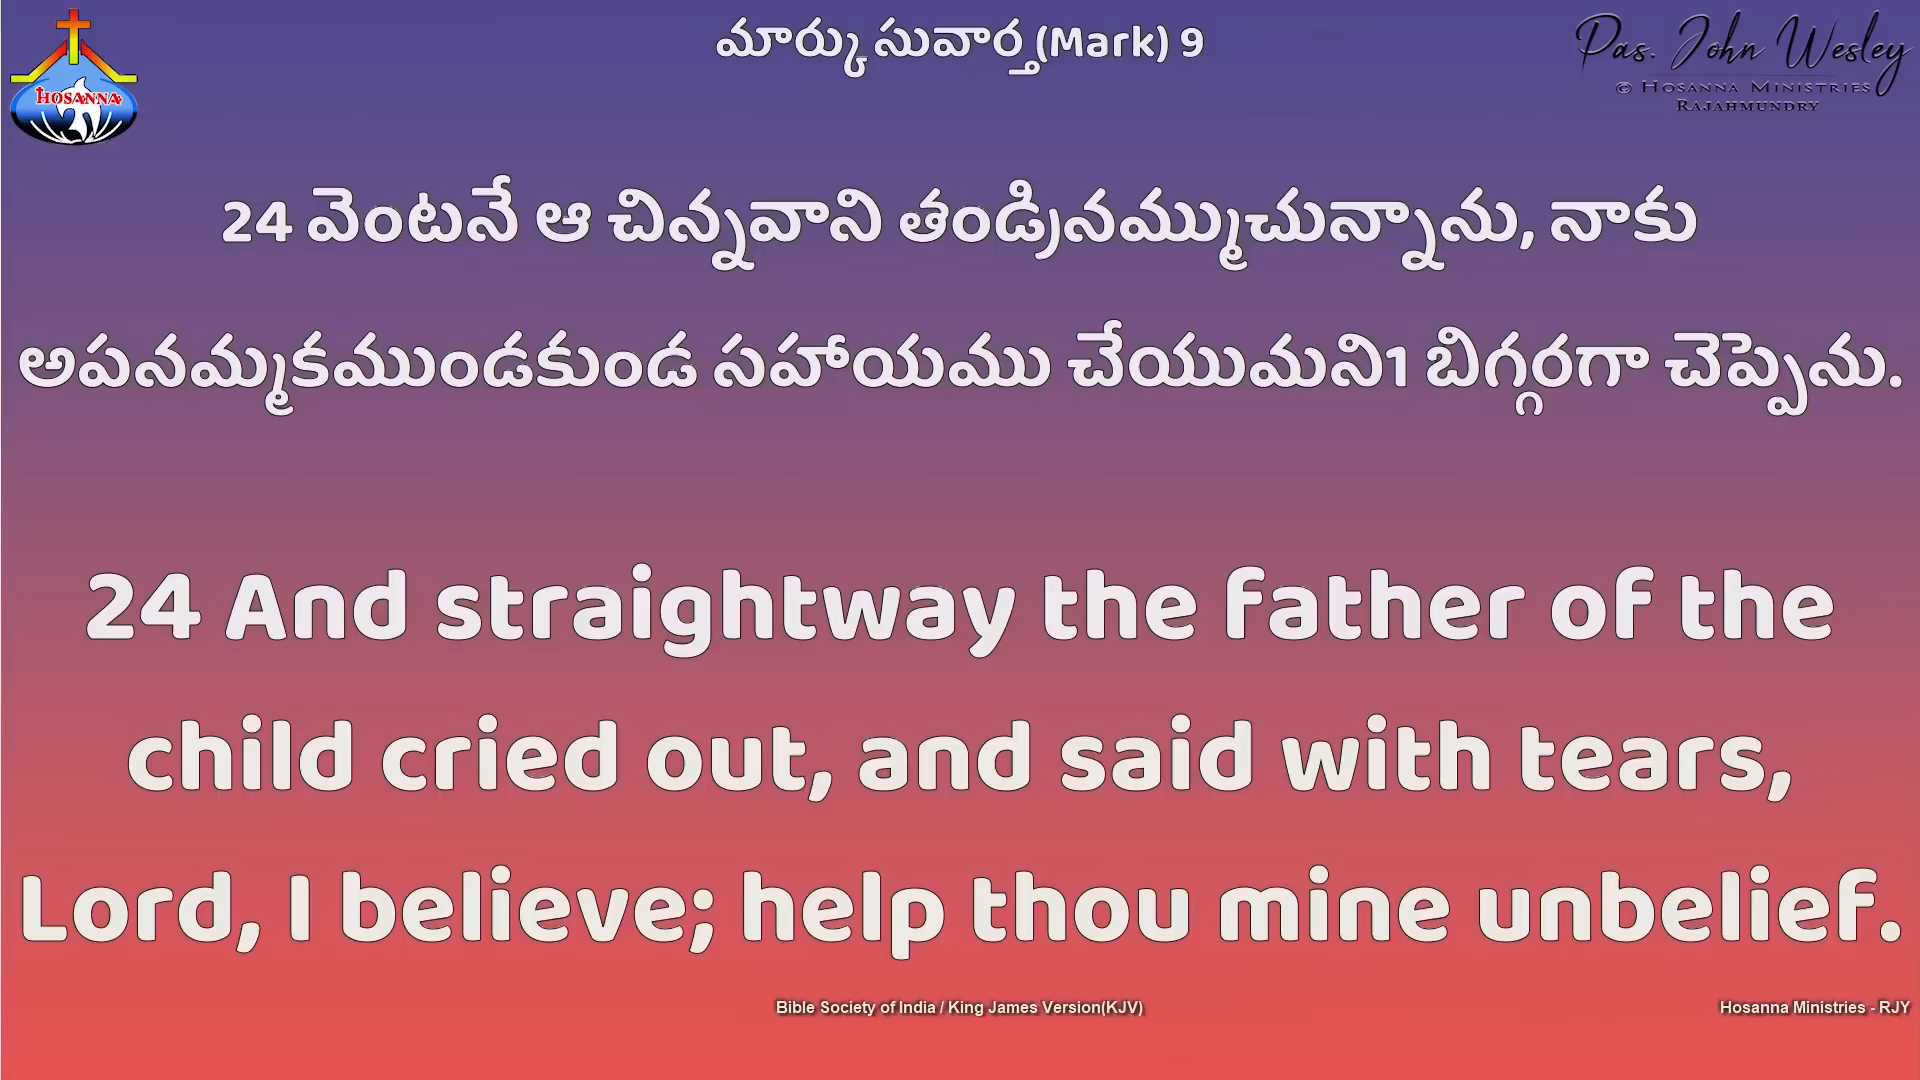 మార్కు సువార్త(Mark) 9
HOSANNA
Pas. John Wesley
© Hosanna Ministries
Rajahmundry
24 వెంటనే ఆ చిన్నవాని తండ్రినమ్ముచున్నాను, నాకు
అపనమ్మకముండకుండ సహాయము చేయుమని1 బిగ్గరగా చెప్పెను.
24 And straightway the father of the
child cried out, and said with tears,
Lord, I believe; help thou mine unbelief.
Bible Society of India / King James Version(KJV)
Hosanna Ministries - RJY